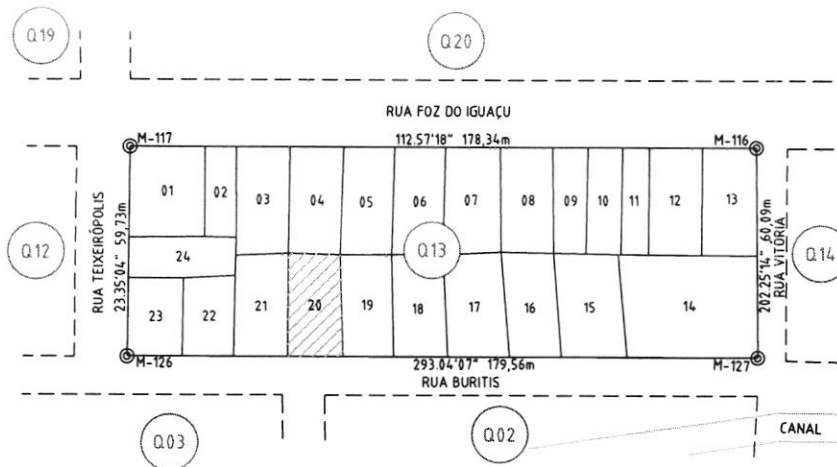 Q19
Q20
RUA FOZ DO IGUAÇU
M-117
112.57'18" 178,34m
M-116
01
02
03
04
05
06
07
08
09
10
11
12
13
Q12
RUA TEIXEIRÓPOLIS
23.35'04" 59,73m
24
Q13
202.25'14" 60,09m
RUA VITÓRIA
Q14
23
22
21
20
19
18
17
16
15
14
M-126
293.04'07" 179,56m
M-127
RUA BURITIS
Q03
Q02
CANAL